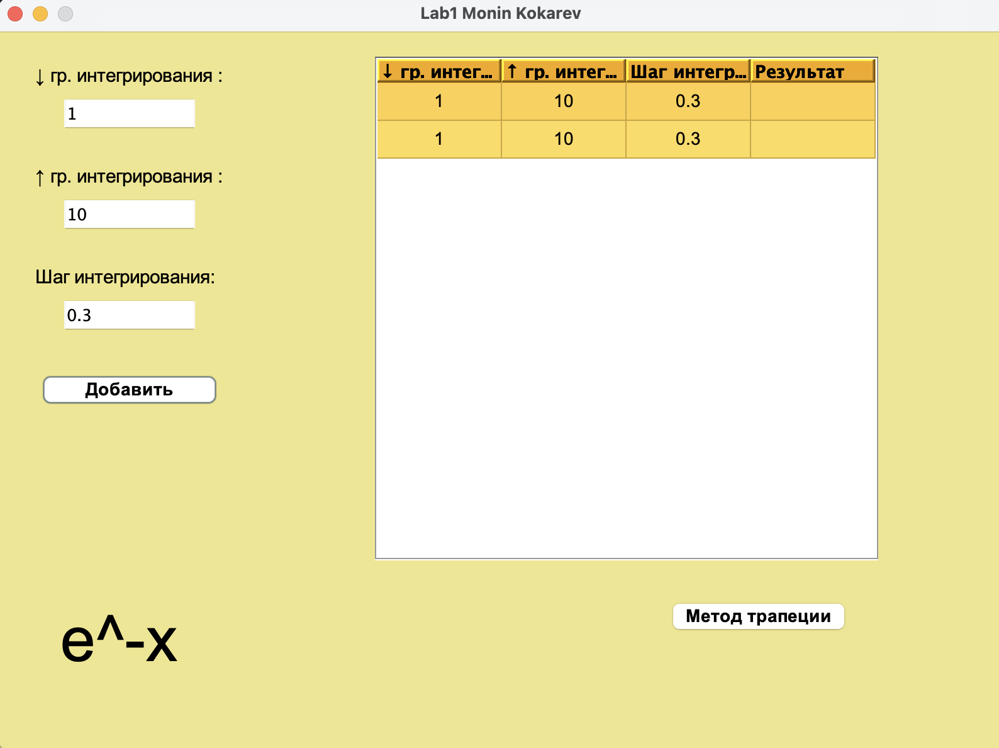 Lab1 Monin Kokarev
↓ гр. интегрирования :
1
↑ гр. интегрирования :
10
Шаг интегрирования:
0.3
Добавить
e^-x
↓ гр. интег... ↑ гр. интег... Шаг интегр... Результат
1 10 0.3
1 10 0.3
Метод трапеции